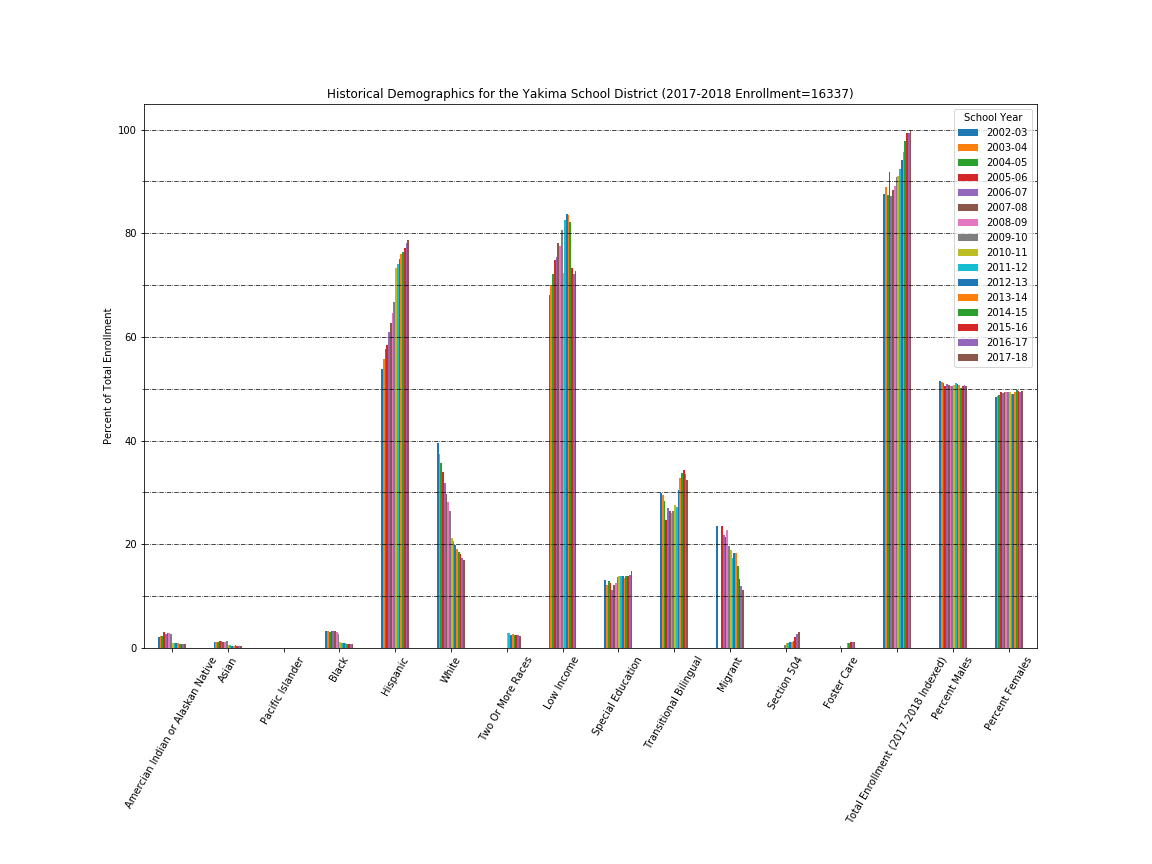 Historical Demographics for the Yakima School District (2017-2018 Enrollment=16337)
Percent of Total Enrollment
100
80
60
40
20
0
School Year
2002-03
2003-04
2004-05
2005-06
2006-07
2007-08
2008-09
2009-10
2010-11
2011-12
2012-13
2013-14
2014-15
2015-16
2016-17
2017-18
Amercian Indian or Alaskan Native
Asian
Pacific Islander
Black
Hispanic
White
Two Or More Races
Low Income
Special Education
Transitional Bilingual
Migrant
Section 504
Foster Care
Total Enrollment (2017-2018 Indexed)
Percent Males
Percent Females